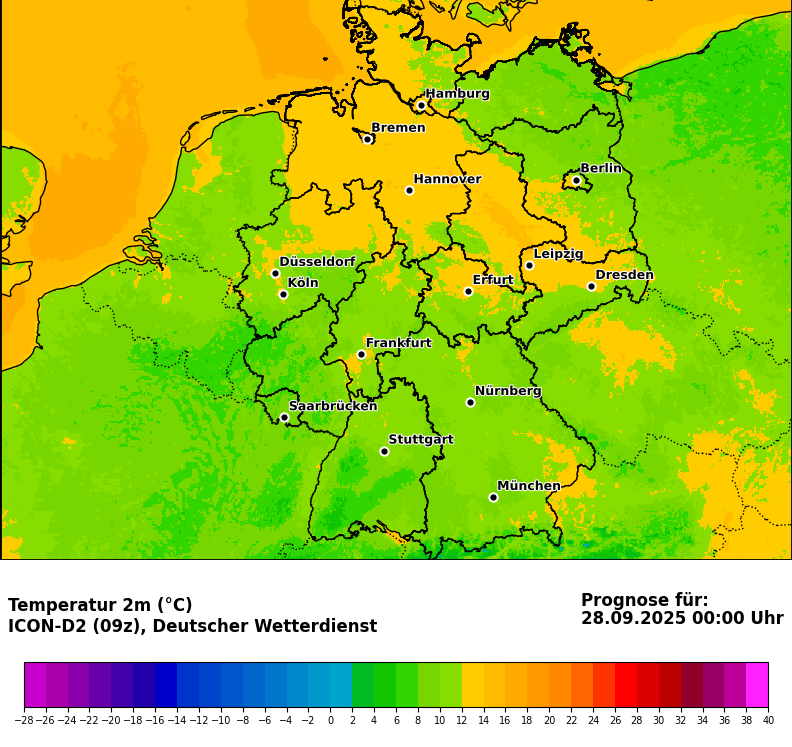 Hamburg
Bremen
Berlin
Hannover
Leipzig
Düsseldorf
Dresden
Erfurt
Köln
Frankfurt
Nürnberg
Saarbrücken
Stuttgart
München
Temperatur 2m (°C)
ICON-D2 (09z), Deutscher Wetterdienst
Prognose für:
28.09.2025 00:00 Uhr
−28 −26 −24 −22 −20 −18 −16 −14 −12 −10 −8 −6 −4 −2 0 2 4 6 8 10 12 14 16 18 20 22 24 26 28 30 32 34 36 38 40